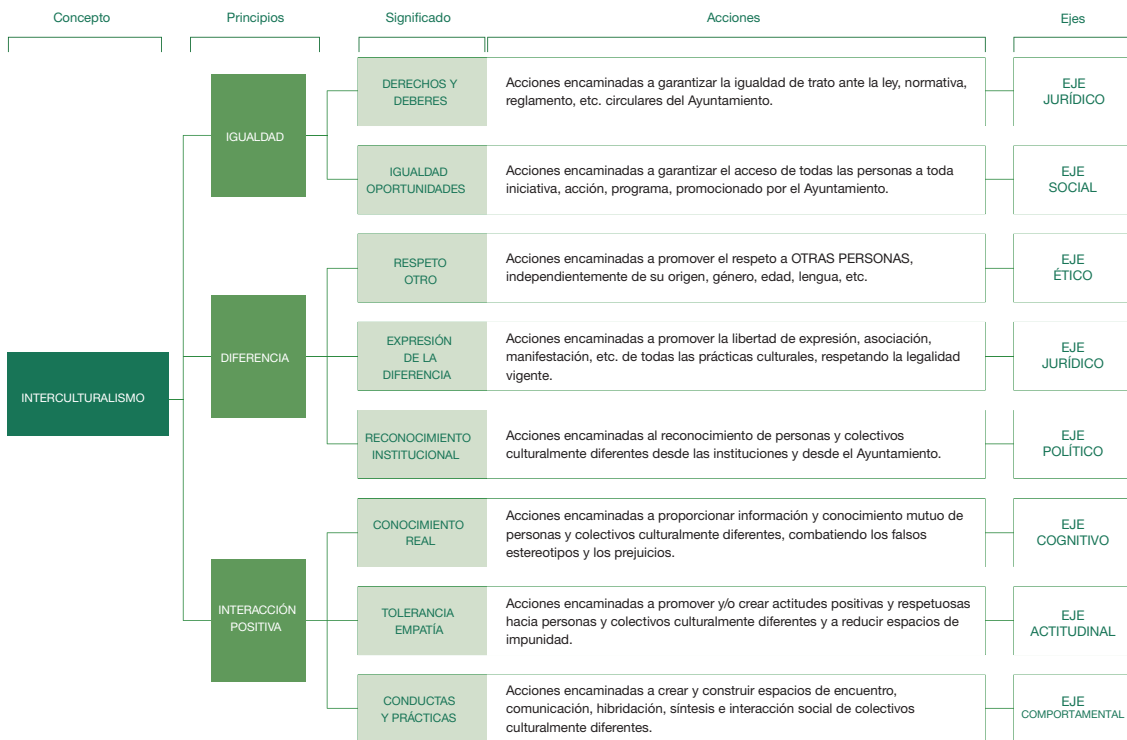 Concepto
Principios
Significado
Acciones
Ejes
INTERCULTURALISMO
IGUALDAD
DERECHOS Y
DEBERES
Acciones encaminadas a garantizar la igualdad de trato ante la ley, normativa,
reglamento, etc. circulares del Ayuntamiento.
EJE
JURÍDICO
IGUALDAD
OPORTUNIDADES
Acciones encaminadas a garantizar el acceso de todas las personas a toda
iniciativa, acción, programa, promocionado por el Ayuntamiento.
EJE
SOCIAL
DIFERENCIA
RESPETO
OTRO
Acciones encaminadas a promover el respeto a OTRAS PERSONAS,
independientemente de su origen, género, edad, lengua, etc.
EJE
ÉTICO
EXPRESIÓN
DE LA
DIFERENCIA
Acciones encaminadas a promover la libertad de expresión, asociación,
manifestación, etc. de todas las prácticas culturales, respetando la legalidad
vigente.
EJE
JURÍDICO
RECONOCIMIENTO
INSTITUCIONAL
Acciones encaminadas al reconocimiento de personas y colectivos
culturalmente diferentes desde las instituciones y desde el Ayuntamiento.
EJE
POLÍTICO
INTERACCIÓN
POSITIVA
CONOCIMIENTO
REAL
Acciones encaminadas a proporcionar información y conocimiento mutuo de
personas y colectivos culturalmente diferentes, combatiendo los falsos
estereotipos y los prejuicios.
EJE
COGNITIVO
TOLERANCIA
EMPATÍA
Acciones encaminadas a promover y/o crear actitudes positivas y respetuosas
hacia personas y colectivos culturalmente diferentes y a reducir espacios de
impunidad.
EJE
ACTITUDINAL
CONDUCTAS
Y PRÁCTICAS
Acciones encaminadas a crear y construir espacios de encuentro,
comunicación, hibridación, síntesis e interacción social de colectivos
culturalmente diferentes.
EJE
COMPORTAMENTAL